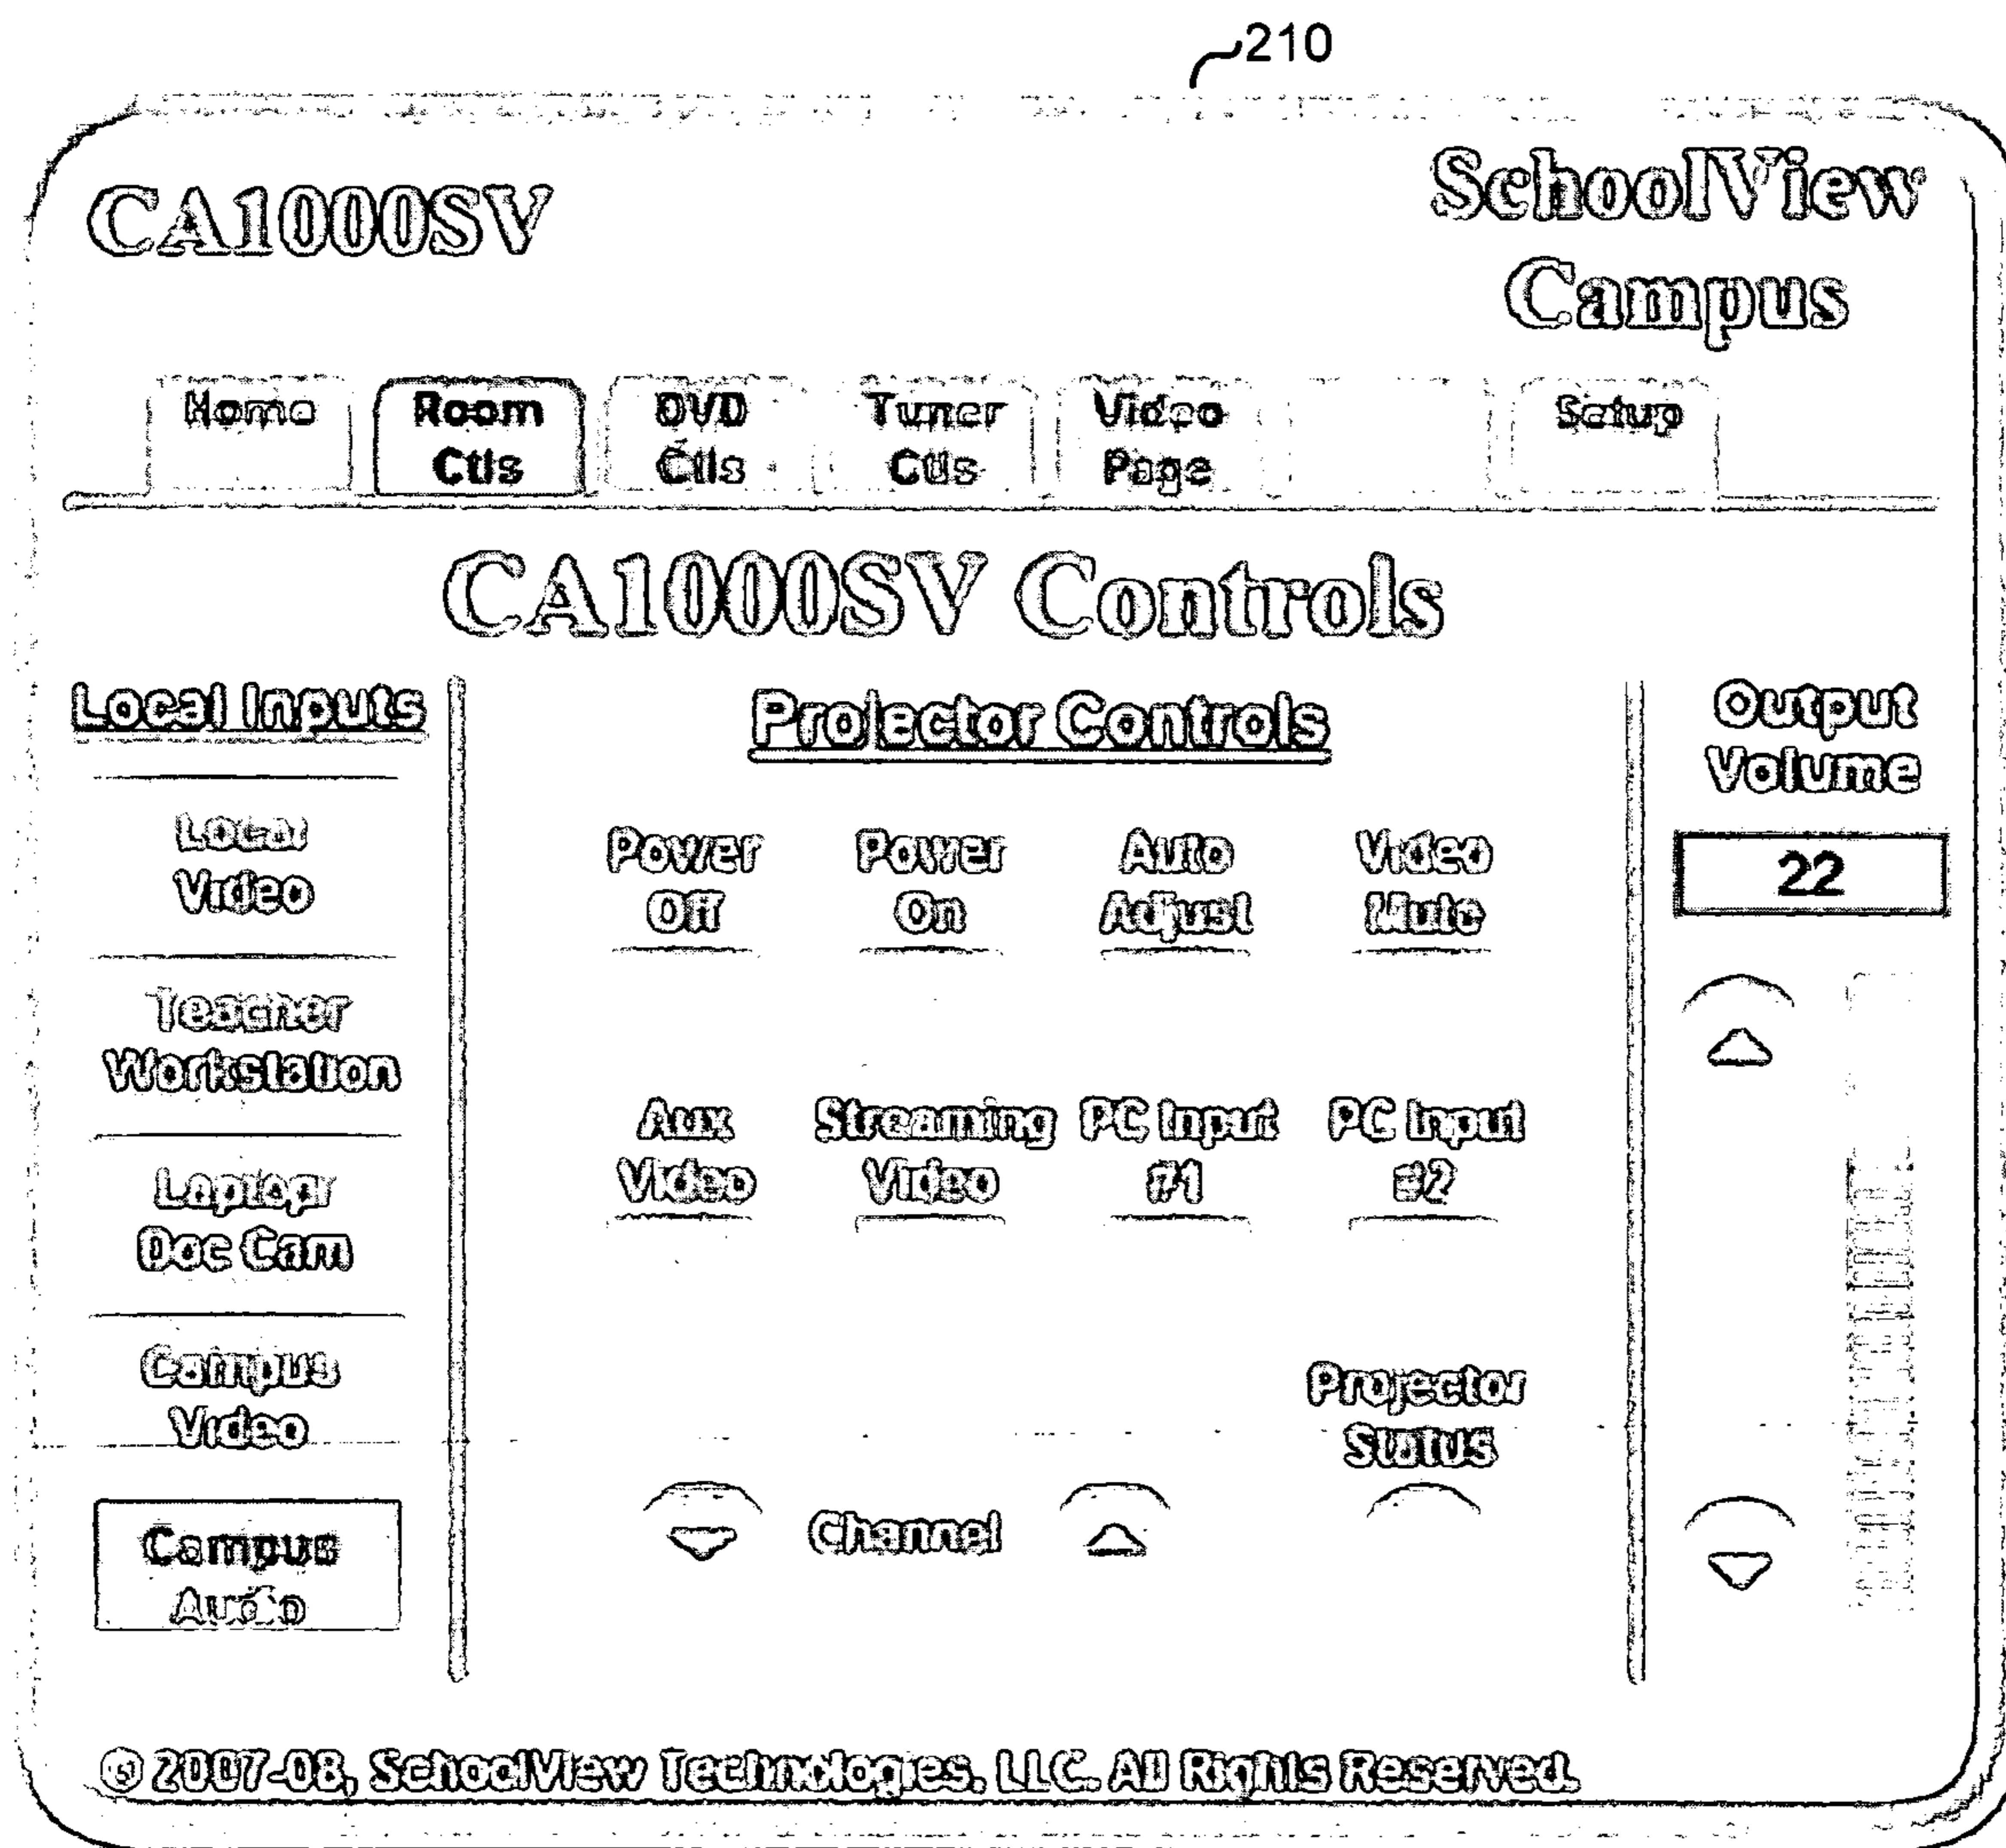 210
CA1000SV
SchoolView
Campus
Home
Room
Ctls
DVD
Ctls
Tuner
Ctls
Video
Page
Setup
CA1000SV Controls
Local Inputs
Local
Video
Teacher
Workstation
Laptop
Doc Cam
Campus
Video
Campus
Audio
Projector Controls
Power
Off
Power
On
Auto
Adjust
Video
Mute
Aux
Video
Streaming
Video
PC Input
#1
PC Input
#2
Projector
Status
Channel
Output
Volume
22
© 2007-08, SchoolView Technologies, LLC. All Rights Reserved.